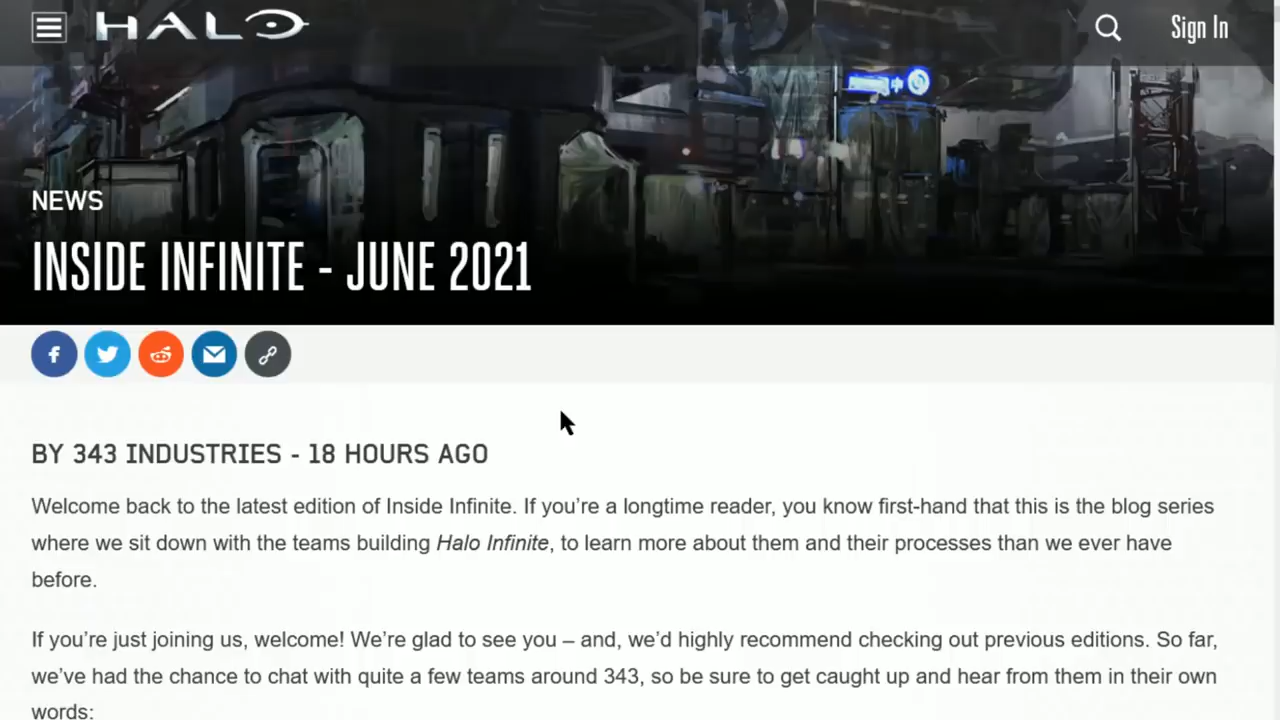 HALO
Sign In
NEWS
INSIDE INFINITE - JUNE 2021
BY 343 INDUSTRIES - 18 HOURS AGO
Welcome back to the latest edition of Inside Infinite. If you’re a longtime reader, you know first-hand that this is the blog series
where we sit down with the teams building Halo Infinite, to learn more about them and their processes than we ever have
before.
If you’re just joining us, welcome! We’re glad to see you – and, we’d highly recommend checking out previous editions. So far,
we’ve had the chance to chat with quite a few teams around 343, so be sure to get caught up and hear from them in their own
words: